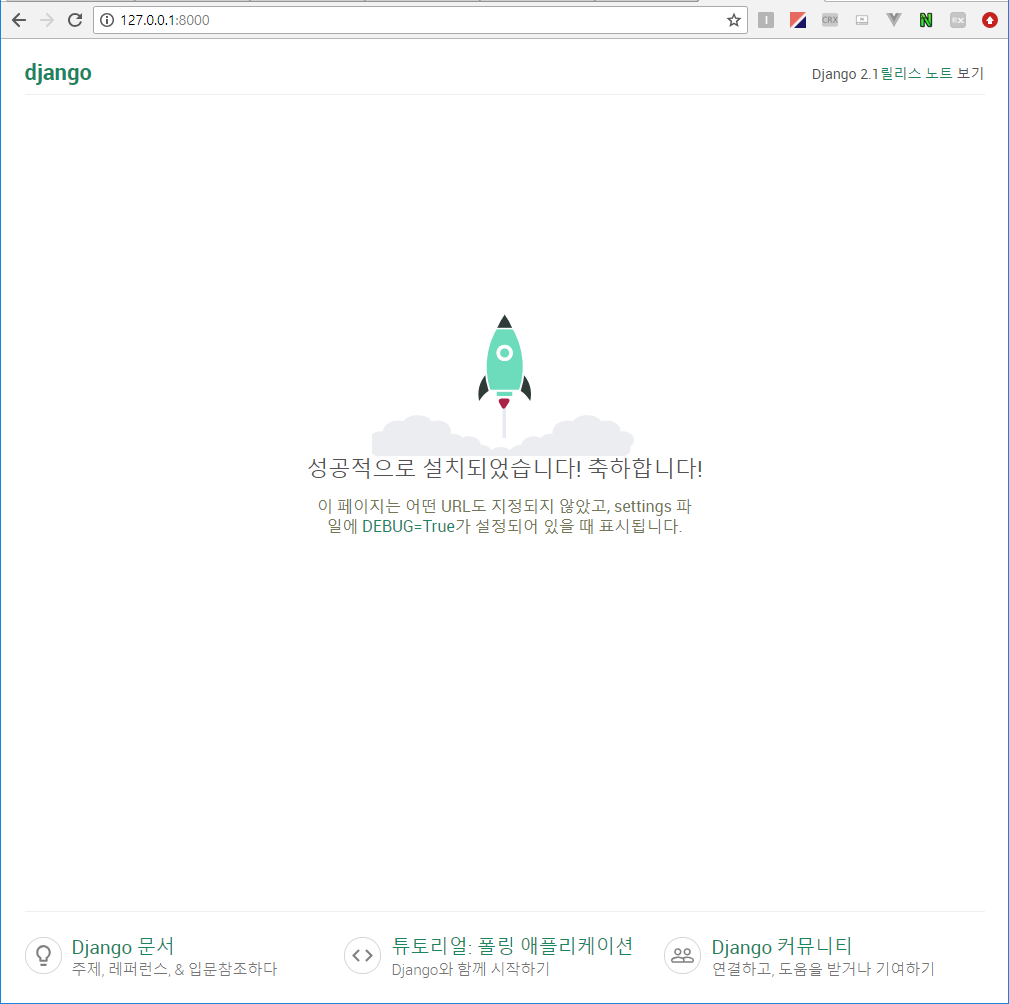 127.0.0.1:8000
CRX
django
Django 2.1릴리스 노트 보기
성공적으로 설치되었습니다! 축하합니다!
이 페이지는 어떤 URL도 지정되지 않았고, settings 파
일에 DEBUG=True가 설정되어 있을 때 표시됩니다.
Django 문서
주제, 레퍼런스, & 입문참조하다
튜토리얼: 폴링 애플리케이션
Django와 함께 시작하기
Django 커뮤니티
연결하고, 도움을 받거나 기여하기